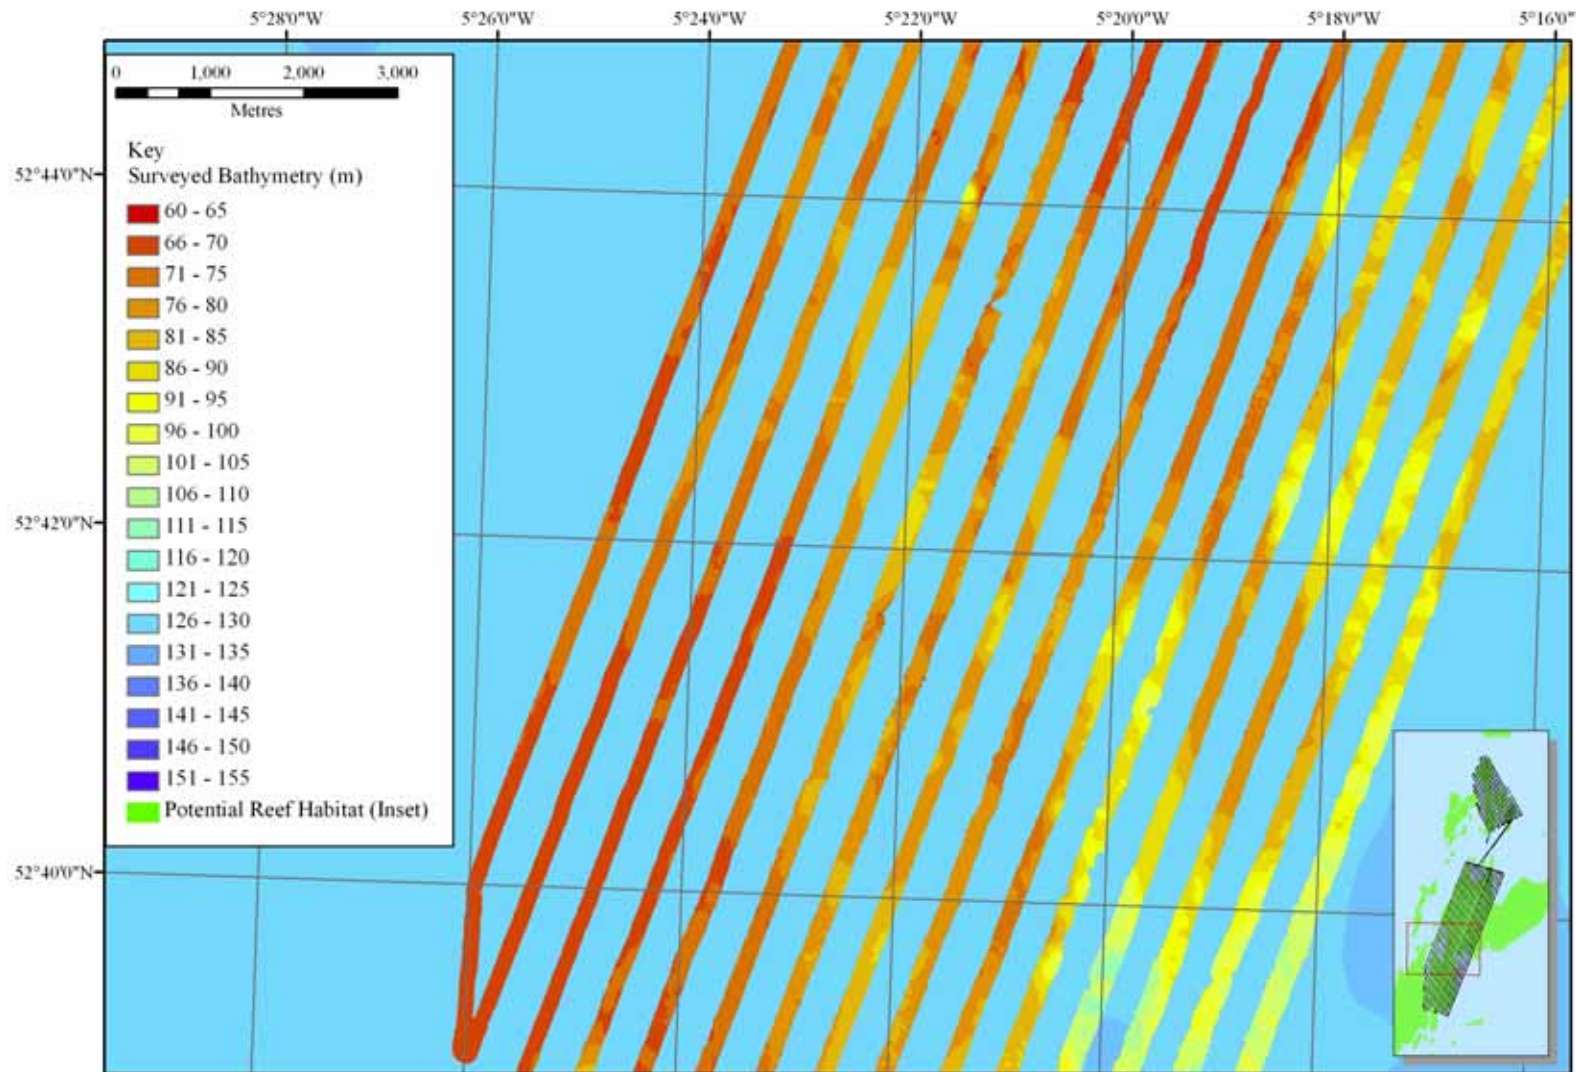 5°28'0"W 5°26'0"W 5°24'0"W 5°22'0"W 5°20'0"W 5°18'0"W 5°16'0"
0 1,000 2,000 3,000
Metres
Key
Surveyed Bathymetry (m)
60 - 65
66 - 70
71 - 75
76 - 80
81 - 85
86 - 90
91 - 95
96 - 100
101 - 105
106 - 110
111 - 115
116 - 120
121 - 125
126 - 130
131 - 135
136 - 140
141 - 145
146 - 150
151 - 155
Potential Reef Habitat (Inset)
52°44'0"N
52°42'0"N
52°40'0"N